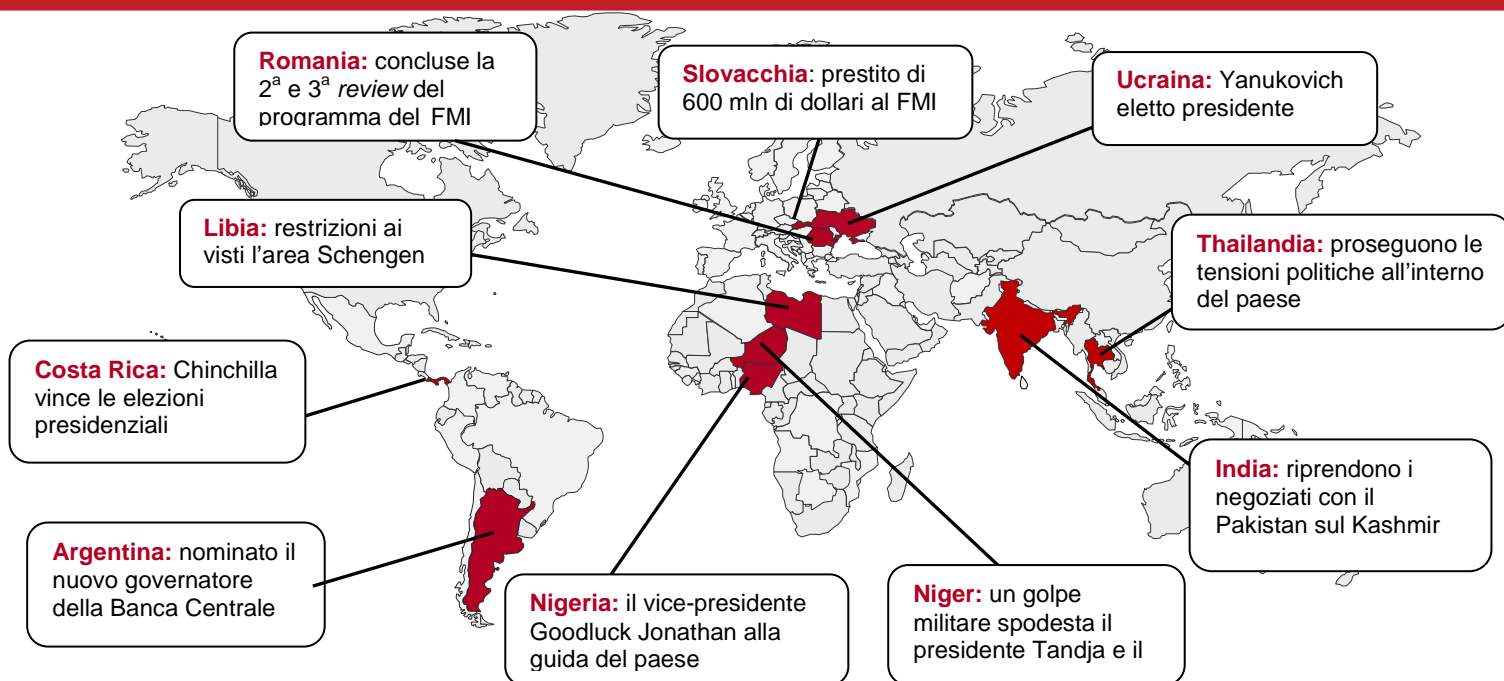 Romania: concluse la
2ª e 3ª review del
programma del FMI
Slovacchia: prestito di
600 mln di dollari al FMI
Ucraina: Yanukovich
eletto presidente
Libia: restrizioni ai
visti l’area Schengen
Thailandia: proseguono le
tensioni politiche all’interno
del paese
Costa Rica: Chinchilla
vince le elezioni
presidenziali
India: riprendono i
negoziati con il
Pakistan sul Kashmir
Argentina: nominato il
nuovo governatore
della Banca Centrale
Nigeria: il vice-presidente
Goodluck Jonathan alla
guida del paese
Niger: un golpe
militare spodesta il
presidente Tandja e il